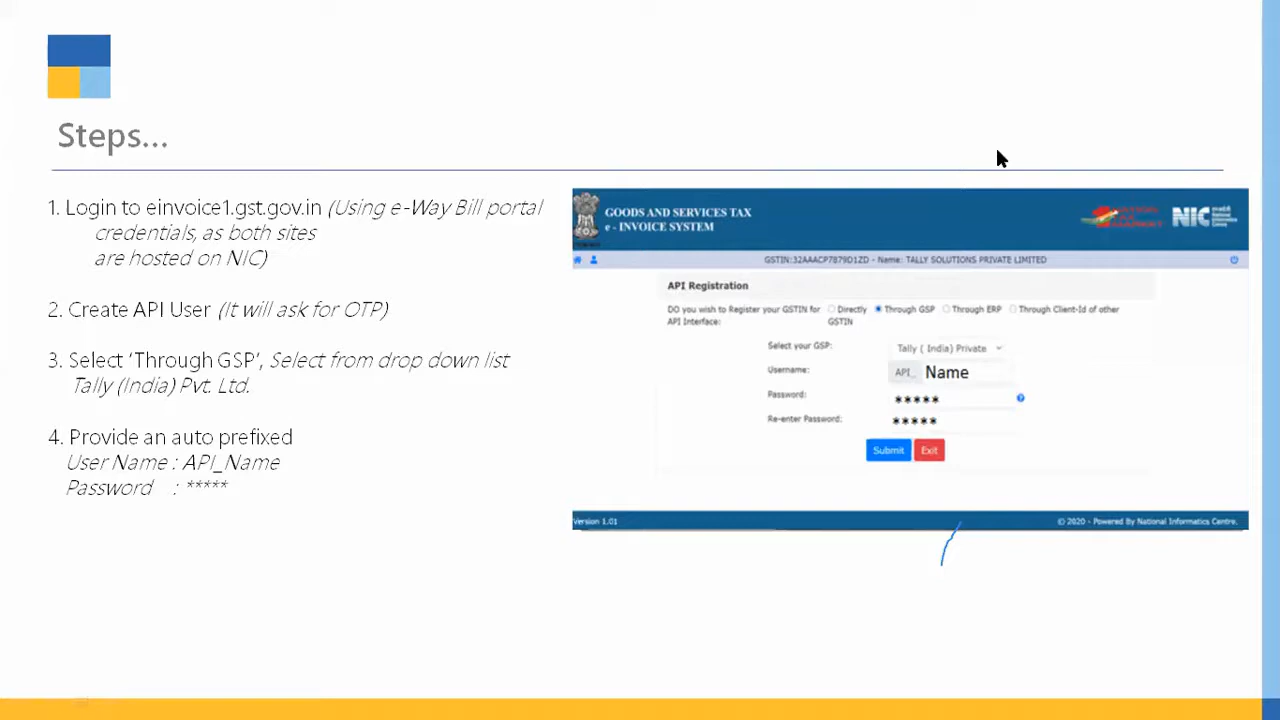 Steps...
1. Login to einvoice1.gst.gov.in (Using e-Way Bill portal
credentials, as both sites
are hosted on NIC)
2. Create API User (It will ask for OTP)
3. Select ‘Through GSP’, Select from drop down list
Tally (India) Pvt. Ltd.
4. Provide an auto prefixed
User Name : API_Name
Password : *****
GOODS AND SERVICES TAX
e - INVOICE SYSTEM
NIC National Informatics Centre
GSTIN:32AAACP7879D1ZD - Name: TALLY SOLUTIONS PRIVATE LIMITED
API Registration
DO you wish to Register your GSTIN for API Interface:
Directly GSTIN
Through GSP
Through ERP
Through Client-Id of other
Select your GSP: Tally ( India) Private
Username: API_ Name
Password: *****
Re-enter Password: *****
Submit Exit
Version 1.01
© 2020 - Powered By National Informatics Centre.